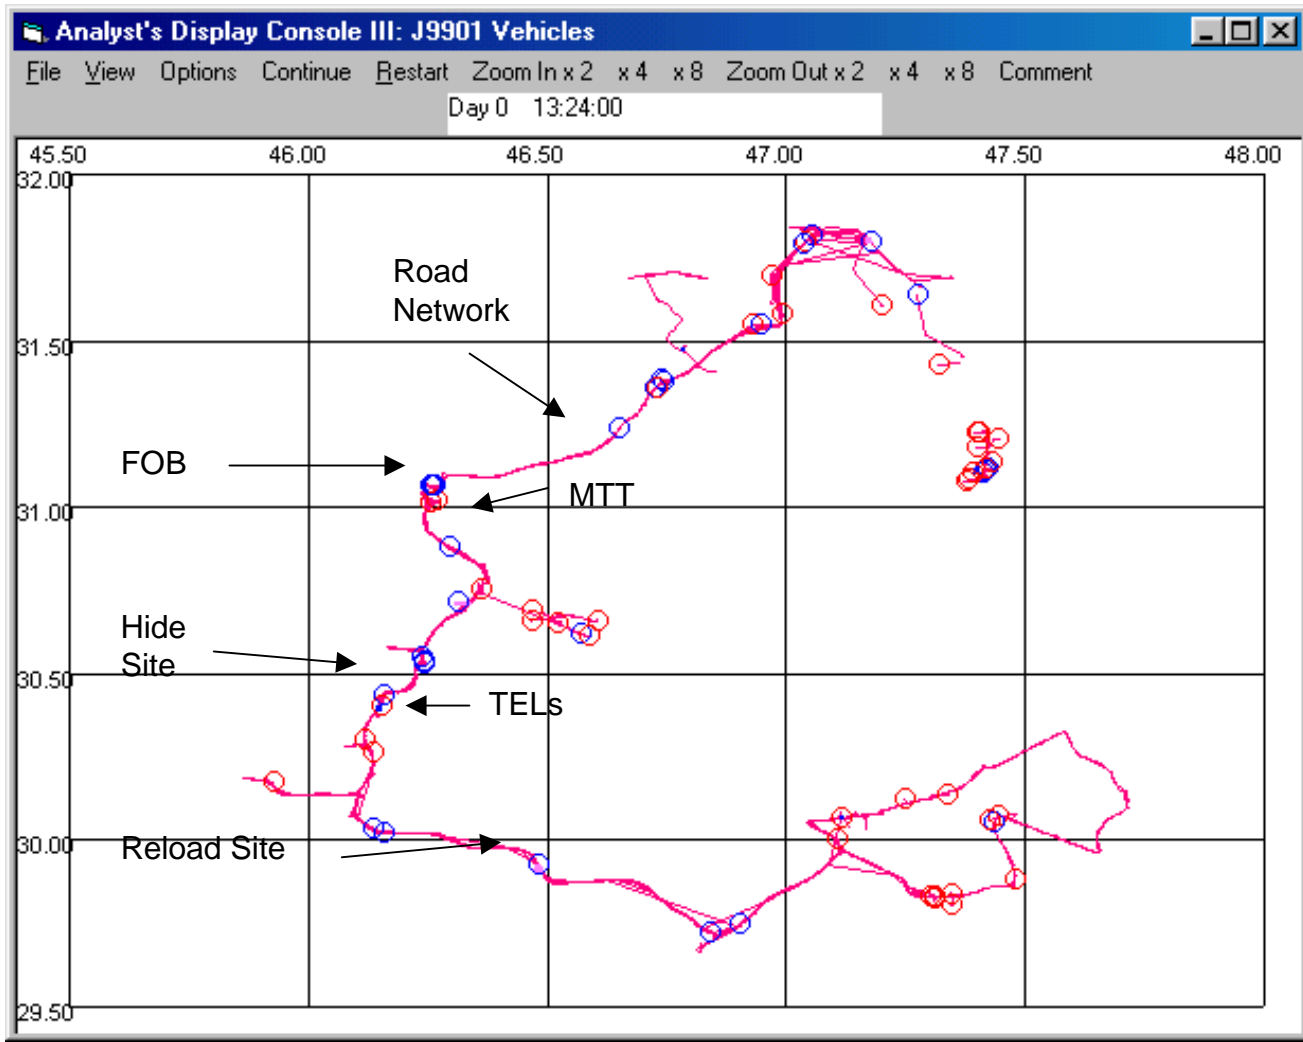 Analyst's Display Console III: J9901 Vehicles
File View Options Continue Restart Zoom In x 2 x 4 x 8 Zoom Out x 2 x 4 x 8 Comment
Day 0 13:24:00
45.50 46.00 46.50 47.00 47.50 48.00
32.00
Road
Network
31.50
FOB
MTT
31.00
Hide
Site
30.50
TELs
30.00
Reload Site
29.50